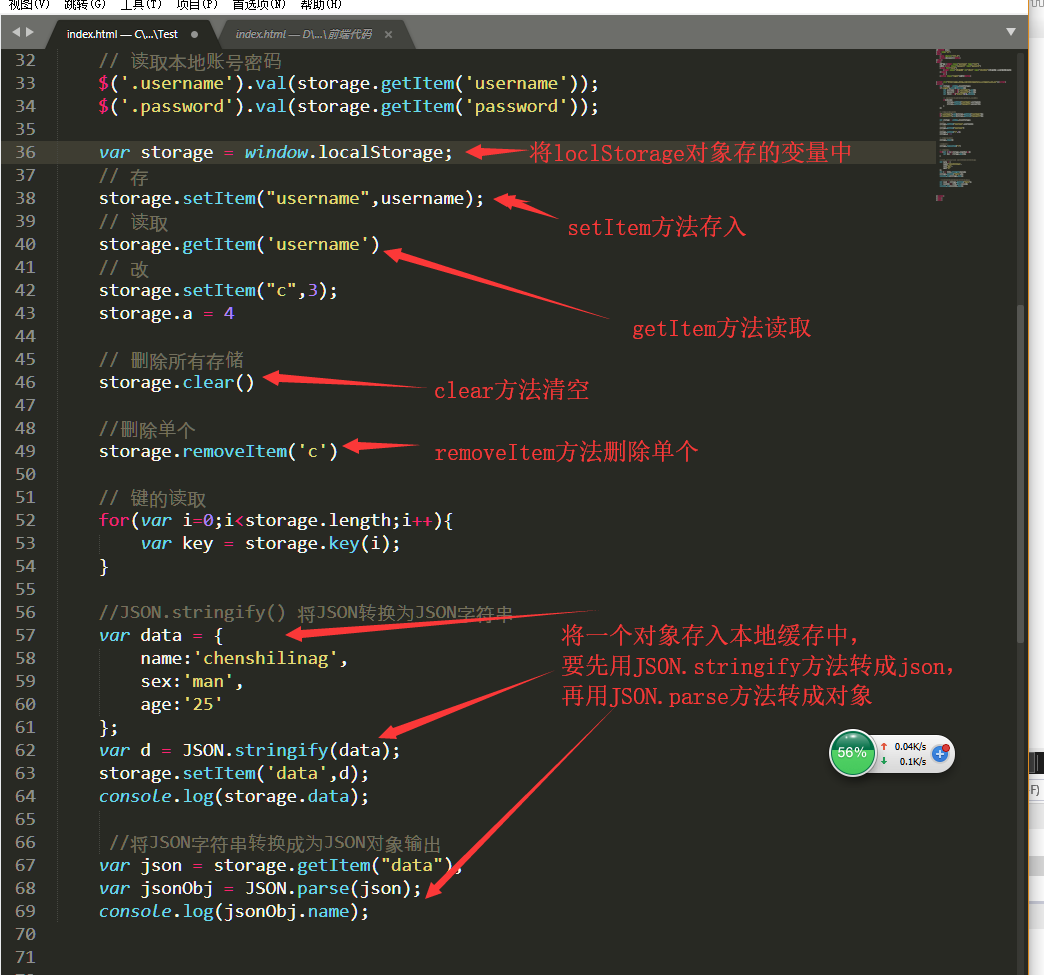 视图(V) 跳转(G) 工具(T) 项目(P) 首选项(N) 帮助(H)
index.html — C\...\Test
index.html — D\...\前端代码
32 // 读取本地账号密码
33 $('.username').val(storage.getItem('username'));
34 $('.password').val(storage.getItem('password'));
35
36 var storage = window.localStorage; 将loclStorage对象存的变量中
37 // 存
38 storage.setItem("username",username);
setItem方法存入
39 // 读取
40 storage.getItem('username')
getItem方法读取
41 // 改
42 storage.setItem("c",3);
43 storage.a = 4
44
45 // 删除所有存储
46 storage.clear() clear方法清空
47
48 //删除单个
49 storage.removeItem('c') removeItem方法删除单个
50
51 // 键的读取
52 for(var i=0;i<storage.length;i++){
53 var key = storage.key(i);
54 }
55
56 //JSON.stringify() 将JSON转换为JSON字符串
57 var data = {
58 name:'chenshilinag',
59 sex:'man',
60 age:'25'
61 };
将一个对象存入本地缓存中,
要先用JSON.stringify方法转成json,
再用JSON.parse方法转成对象
62 var d = JSON.stringify(data);
63 storage.setItem('data',d);
64 console.log(storage.data);
65
56%
0.04K/s
0.1K/s
66 //将JSON字符串转换成为JSON对象输出
67 var json = storage.getItem("data");
68 var jsonObj = JSON.parse(json);
69 console.log(jsonObj.name);
70
71
F)